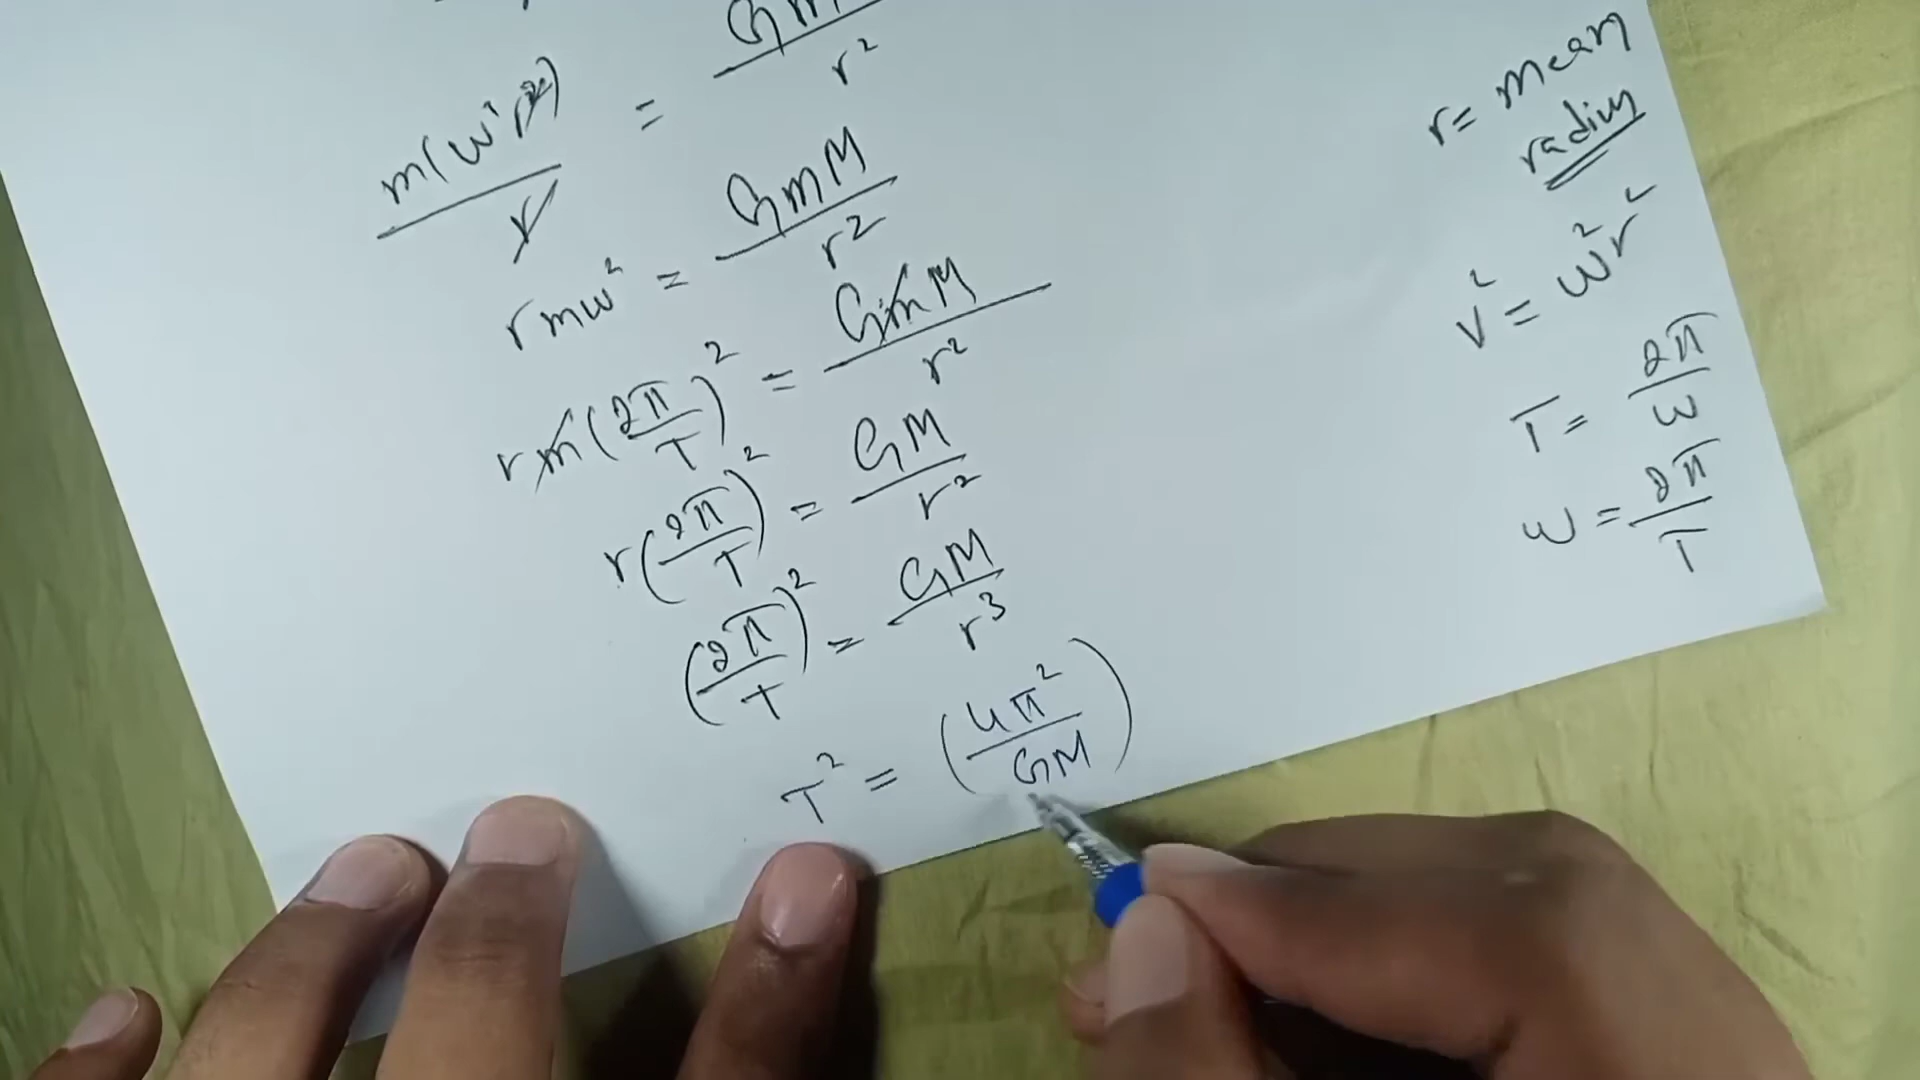 m(ω²r²)/r = Gm/r²
rmω² = GmM/r²
rm(2π/T)² = GmM/r²
r(2π/T)² = GM/r²
(2π/T)² = GM/r³
T² = (4π²/GM)
r = mean
radius
v² = ω²r²
T = 2π/ω
ω = 2π/T